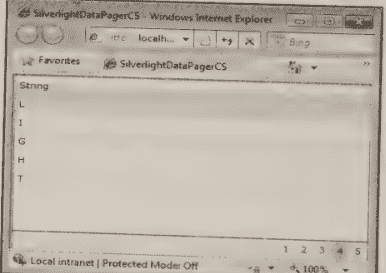 SilverlightDataPagerCS - Windows Internet Explorer
localh...
Bing
Favorites
SilverlightDataPagerCS
String
L
I
G
H
T
1 2 3 4 5
Local intranet | Protected Mode: Off
100%